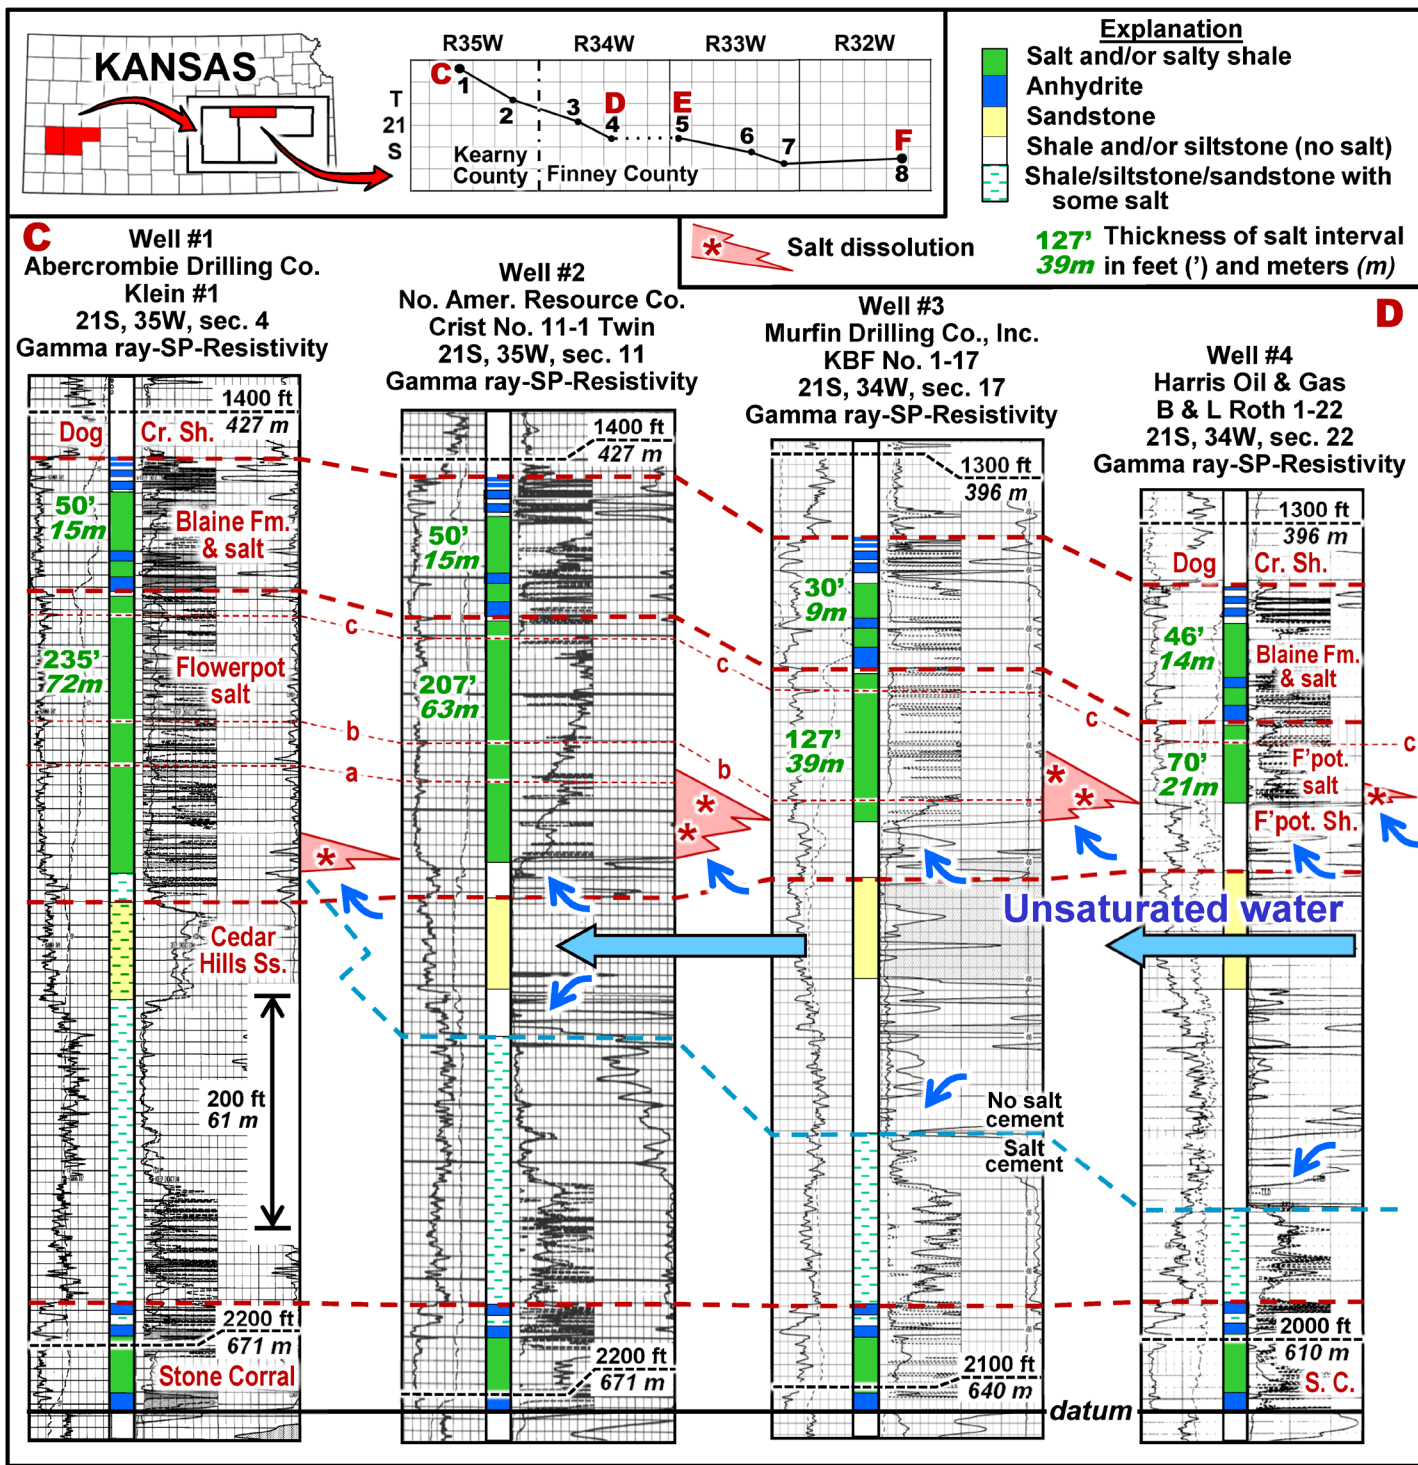 KANSAS
R35W R34W R33W R32W
T
21
S
C
D
E
F
1
2
3
4
5
6
7
8
Kearny
County
Finney County
Explanation
Salt and/or salty shale
Anhydrite
Sandstone
Shale and/or siltstone (no salt)
Shale/siltstone/sandstone with
some salt
* Salt dissolution
127' Thickness of salt interval
39m in feet (') and meters (m)
C
D
Well #1
Abercrombie Drilling Co.
Klein #1
21S, 35W, sec. 4
Gamma ray-SP-Resistivity
Well #2
No. Amer. Resource Co.
Crist No. 11-1 Twin
21S, 35W, sec. 11
Gamma ray-SP-Resistivity
Well #3
Murfin Drilling Co., Inc.
KBF No. 1-17
21S, 34W, sec. 17
Gamma ray-SP-Resistivity
Well #4
Harris Oil & Gas
B & L Roth 1-22
21S, 34W, sec. 22
Gamma ray-SP-Resistivity
1400 ft
427 m
Dog Cr. Sh.
50'
15m
Blaine Fm.
& salt
235'
72m
Flowerpot
salt
c
b
a
*
Cedar
Hills Ss.
200 ft
61 m
2200 ft
671 m
Stone Corral
1400 ft
427 m
50'
15m
207'
63m
c
b
* *
2200 ft
671 m
1300 ft
396 m
30'
9m
127'
39m
c
* *
No salt
cement
Salt
cement
2100 ft
640 m
1300 ft
396 m
Dog Cr. Sh.
46'
14m
Blaine Fm.
& salt
c
70'
21m
F'pot.
salt
F'pot. Sh.
*
Unsaturated water
2000 ft
610 m
S. C.
datum